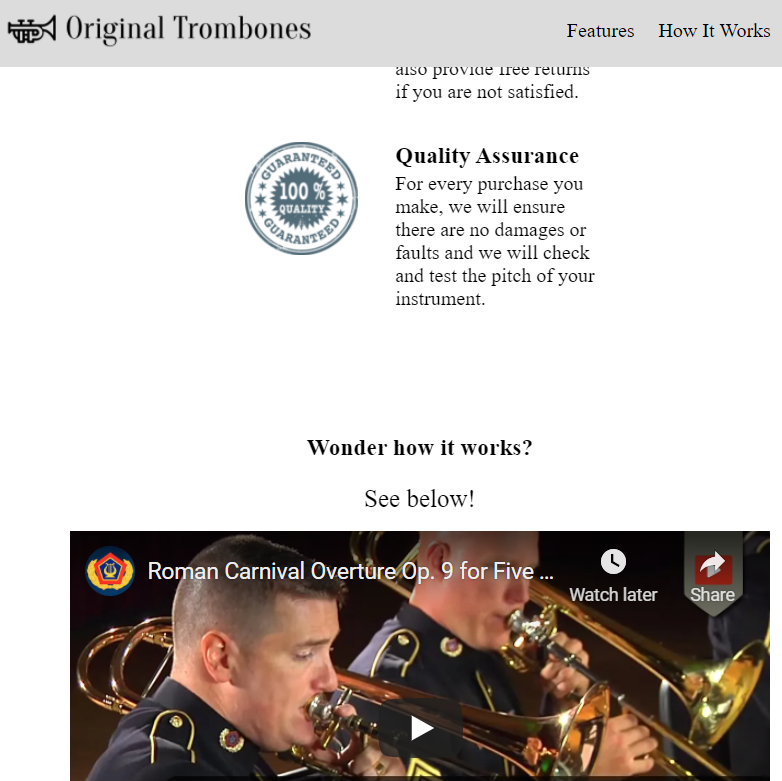 Original Trombones
Features
How It Works
also provide free returns
if you are not satisfied.
GUARANTEED
100 %
QUALITY
GUARANTEED
Quality Assurance
For every purchase you
make, we will ensure
there are no damages or
faults and we will check
and test the pitch of your
instrument.
Wonder how it works?
See below!
Roman Carnival Overture Op. 9 for Five ...
Watch later
Share